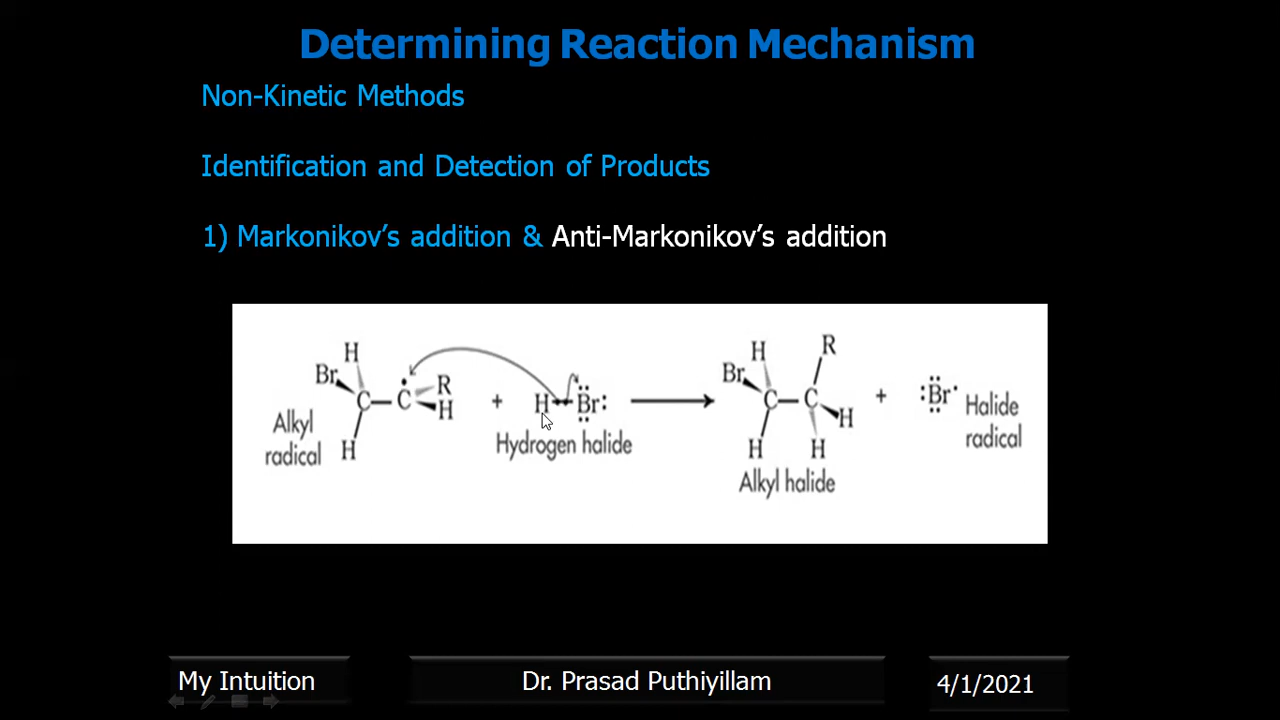 Determining Reaction Mechanism
Non-Kinetic Methods
Identification and Detection of Products
1) Markonikov’s addition & Anti-Markonikov’s addition
H H R
Br Ċ R Br
C – C H + H – Br: → C – C + :Br·
Alkyl radical H Hydrogen halide H H H Halide radical
Alkyl halide
My Intuition Dr. Prasad Puthiyillam 4/1/2021